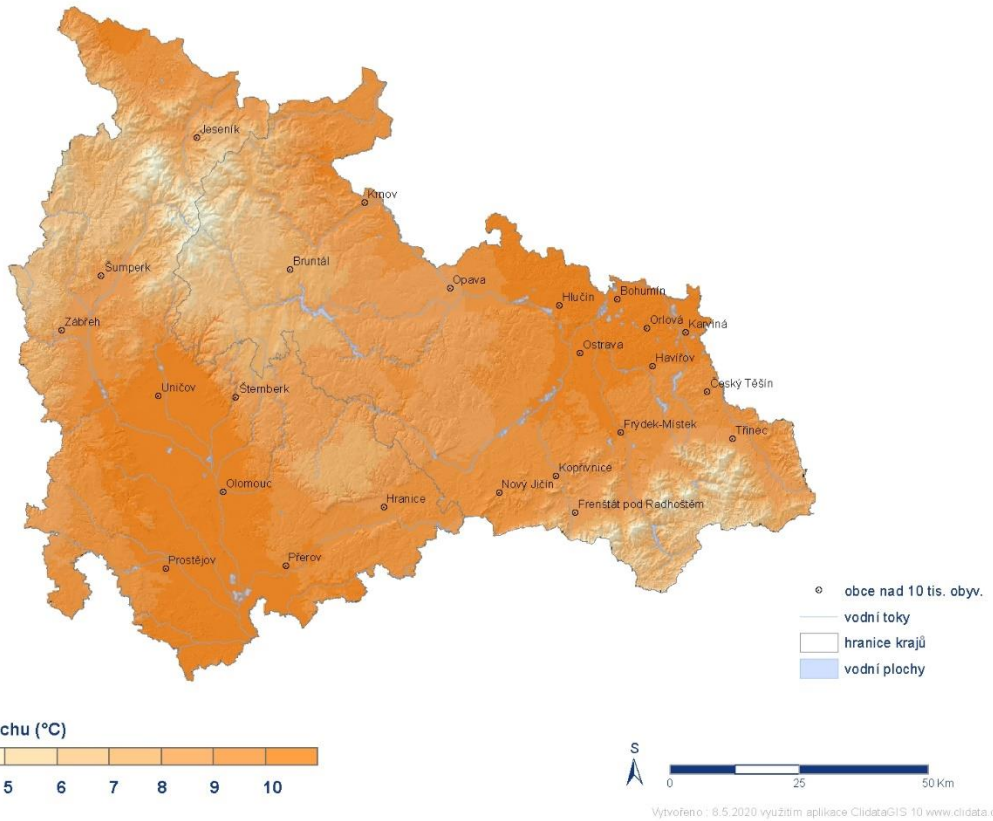 Jeseník
Krnov
Bruntál
Šumperk
Opava
Hlučín
Bohumín
Zábřeh
Orlová
Karviná
Ostrava
Havířov
Uničov
Šternberk
Český Těšín
Frýdek-Místek
Třinec
Kopřivnice
Olomouc
Nový Jičín
Hranice
Frenštát pod Radhoštěm
Prostějov
Přerov
obce nad 10 tis. obyv.
vodní toky
hranice krajů
vodní plochy
chu (°C)
5 6 7 8 9 10
S
0 25 50 Km
Vytvořeno : 8.5.2020 využitím aplikace ClidataGIS 10 www.clidata.c